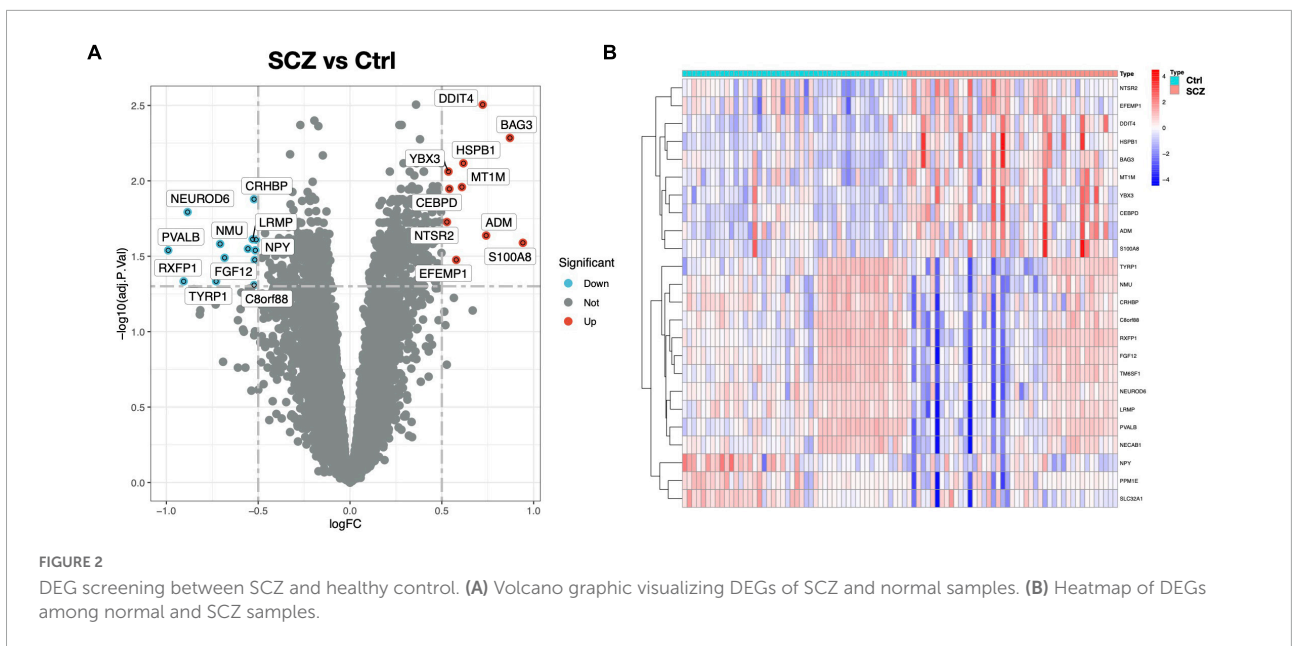 A
SCZ vs Ctrl
DDIT4
BAG3
HSPB1
YBX3
MT1M
CRHBP
NEUROD6
CEBPD
LRMP
ADM
NMU
PVALB
NTSR2
NPY
S100A8
RXFP1
FGF12
EFEMP1
TYRP1
C8orf88
2.5
2.0
1.5
1.0
0.5
0.0
−log10(adj.P.Val)
−1.0
−0.5
0.0
0.5
1.0
logFC
Significant
Down
Not
Up
B
Type
NTSR2
EFEMP1
DDIT4
HSPB1
BAG3
MT1M
YBX3
CEBPD
ADM
S100A8
TYRP1
NMU
CRHBP
C8orf88
RXFP1
FGF12
TM6SF1
NEUROD6
LRMP
PVALB
NECAB1
NPY
PPM1E
SLC32A1
4
2
0
−2
−4
Type
Ctrl
SCZ
FIGURE 2
DEG screening between SCZ and healthy control. (A) Volcano graphic visualizing DEGs of SCZ and normal samples. (B) Heatmap of DEGs
among normal and SCZ samples.